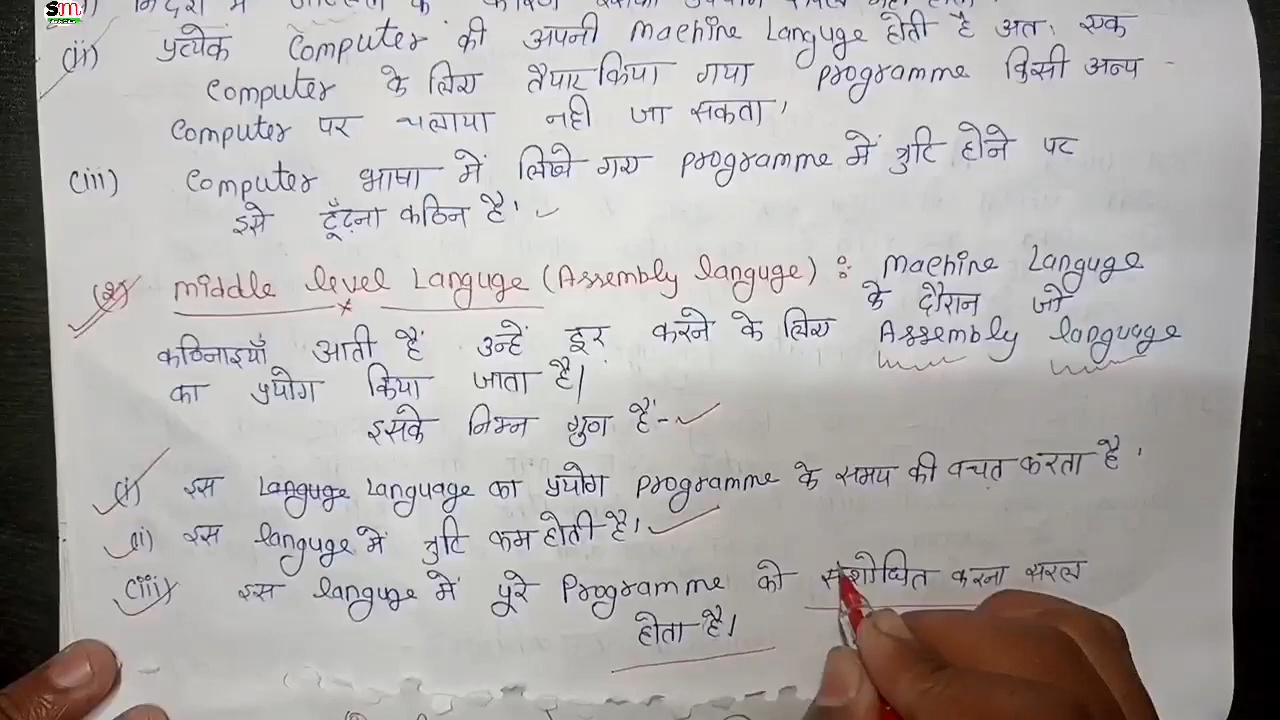 SM
(ii) प्रत्येक Computer की अपनी Machine Languge होती है अतः एक
Computer के लिए तैयार किया गया Programme किसी अन्य
Computer पर चलाया नही जा सकता।
(iii) Computer भाषा में लिखे गए Programme में त्रुटि होने पर
इसे ढूँढ़ना कठिन है।
(2) Middle level Languge (Assembly languge) : Machine Languge
के दौरान जो
कठिनाइयाँ आती हैं उन्हें दूर करने के लिए Assembly language
का प्रयोग किया जाता है।
इसके निम्न गुन हैं-
(i) इस Language का प्रयोग Programme के समय की बचत करता है।
(ii) इस languge में त्रुटि कम होती है।
(iii) इस languge में पूरे Programme को संशोधित करना सरल
होता है।